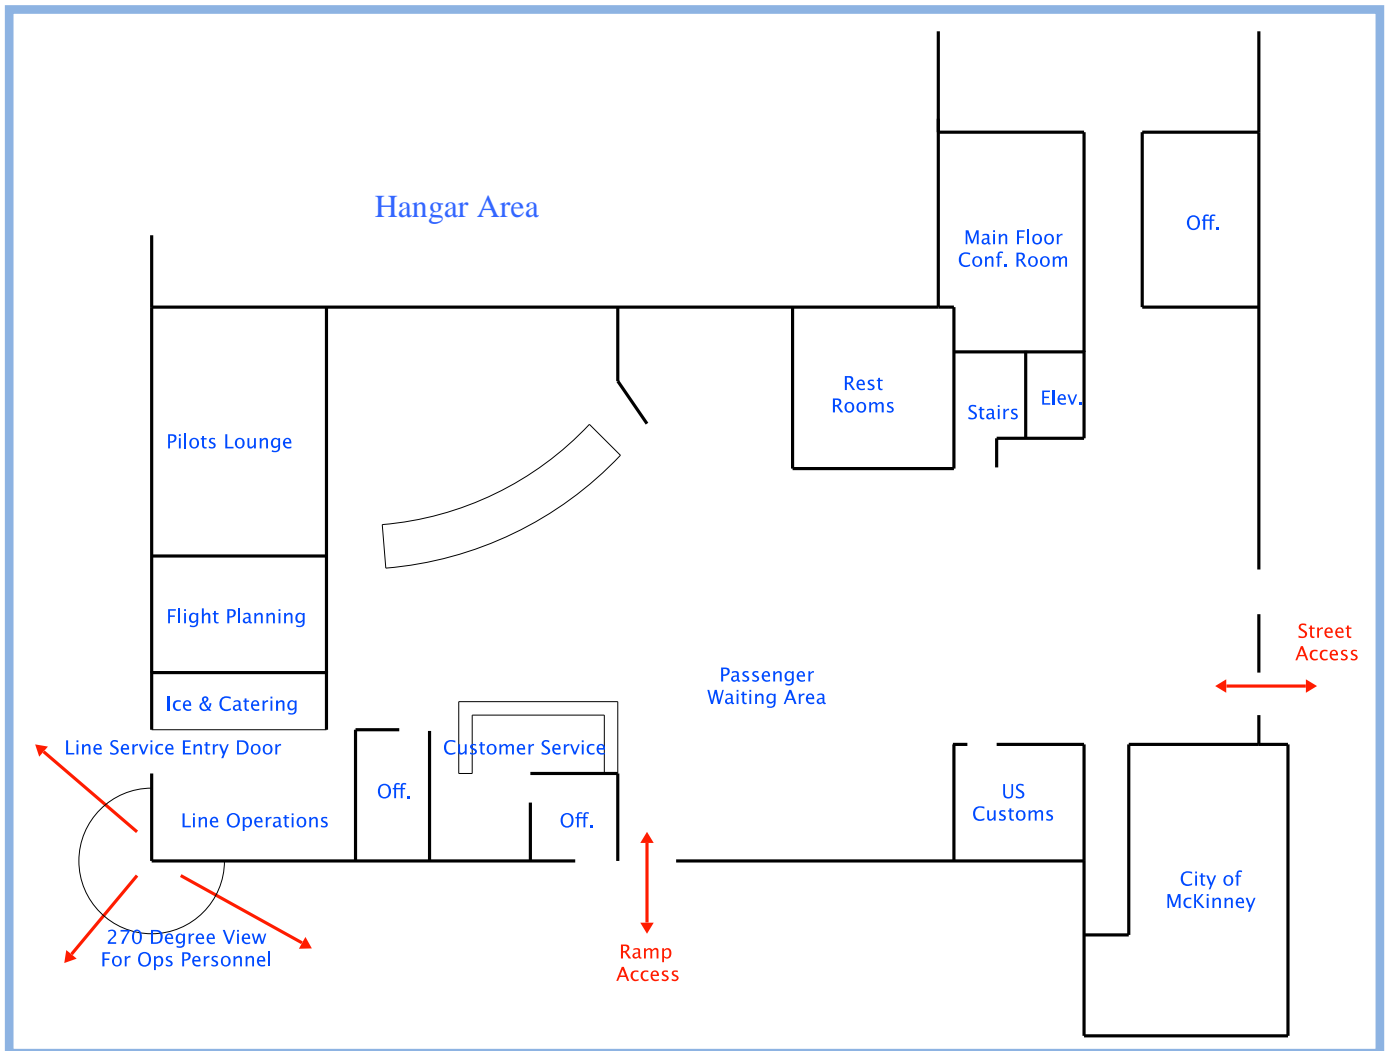 Hangar Area
Main Floor
Conf. Room
Off.
Rest
Rooms
Stairs
Elev.
Pilots Lounge
Flight Planning
Ice & Catering
Passenger
Waiting Area
Street
Access
Line Service Entry Door
Customer Service
Off.
Line Operations
Off.
US
Customs
City of
McKinney
270 Degree View
For Ops Personnel
Ramp
Access